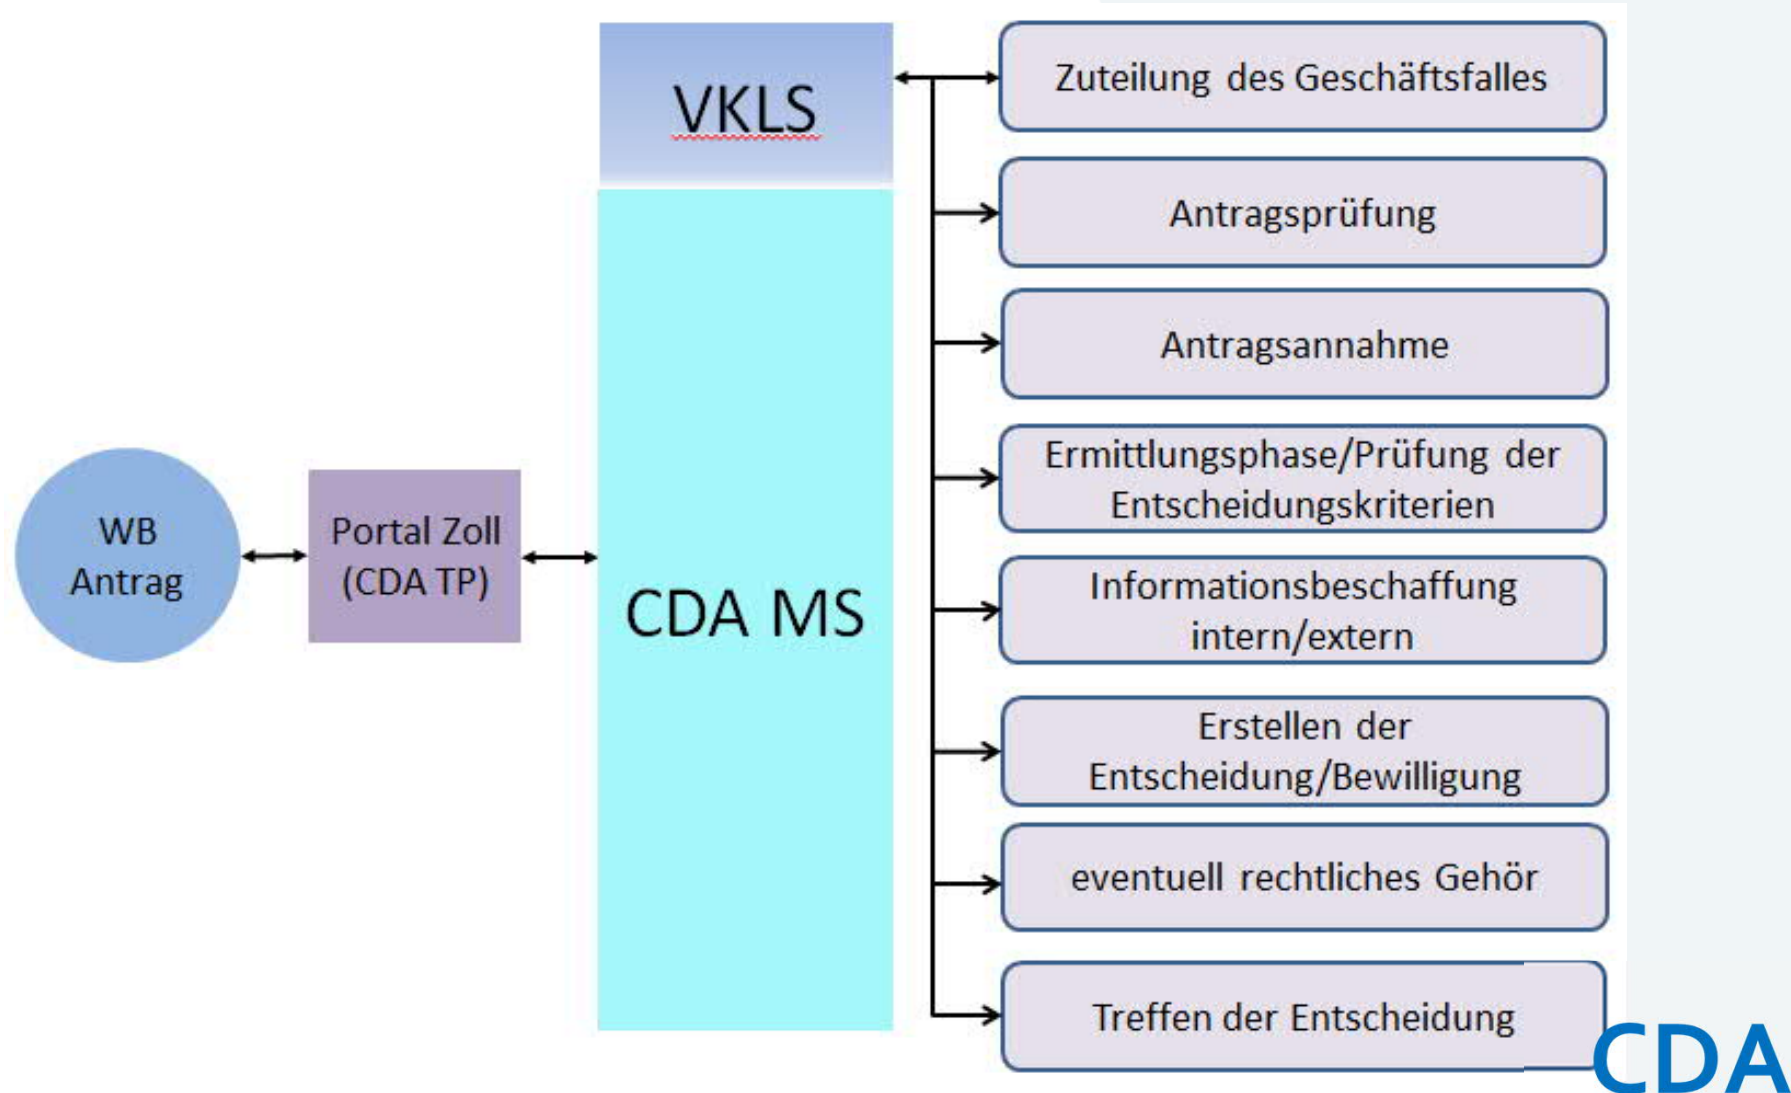 WB
Antrag
Portal Zoll
(CDA TP)
VKLS
CDA MS
Zuteilung des Geschäftsfalles
Antragsprüfung
Antragsannahme
Ermittlungsphase/Prüfung der
Entscheidungskriterien
Informationsbeschaffung
intern/extern
Erstellen der
Entscheidung/Bewilligung
eventuell rechtliches Gehör
Treffen der Entscheidung
CDA